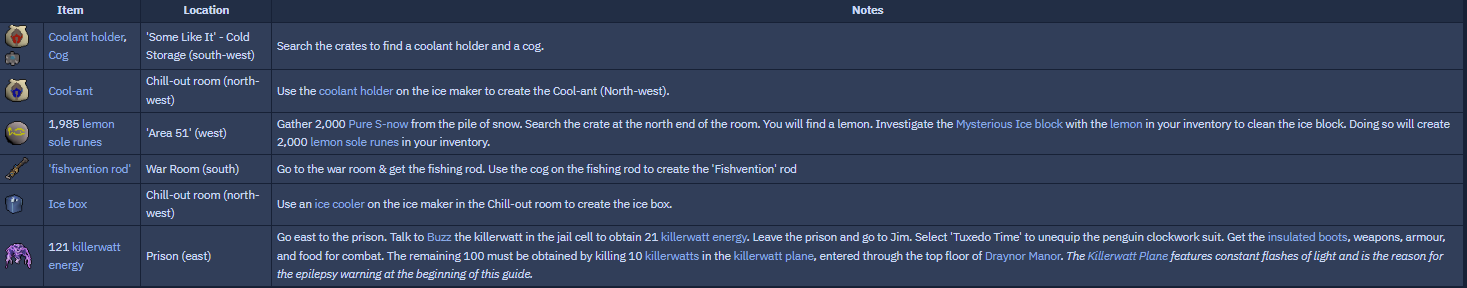 Item Location Notes
Coolant holder,
Cog
'Some Like It' - Cold
Storage (south-west)
Search the crates to find a coolant holder and a cog.
Cool-ant
Chill-out room (north-
west)
Use the coolant holder on the ice maker to create the Cool-ant (North-west).
1,985 lemon
sole runes
'Area 51' (west)
Gather 2,000 Pure S-now from the pile of snow. Search the crate at the north end of the room. You will find a lemon. Investigate the Mysterious Ice block with the lemon in your inventory to clean the ice block. Doing so will create
2,000 lemon sole runes in your inventory.
'fishvention rod'
War Room (south)
Go to the war room & get the fishing rod. Use the cog on the fishing rod to create the 'Fishvention' rod
Ice box
Chill-out room (north-
west)
Use an ice cooler on the ice maker in the Chill-out room to create the ice box.
121 killerwatt
energy
Prison (east)
Go east to the prison. Talk to Buzz the killerwatt in the jail cell to obtain 21 killerwatt energy. Leave the prison and go to Jim. Select 'Tuxedo Time' to unequip the penguin clockwork suit. Get the insulated boots, weapons, armour,
and food for combat. The remaining 100 must be obtained by killing 10 killerwatts in the killerwatt plane, entered through the top floor of Draynor Manor. The Killerwatt Plane features constant flashes of light and is the reason for
the epilepsy warning at the beginning of this guide.